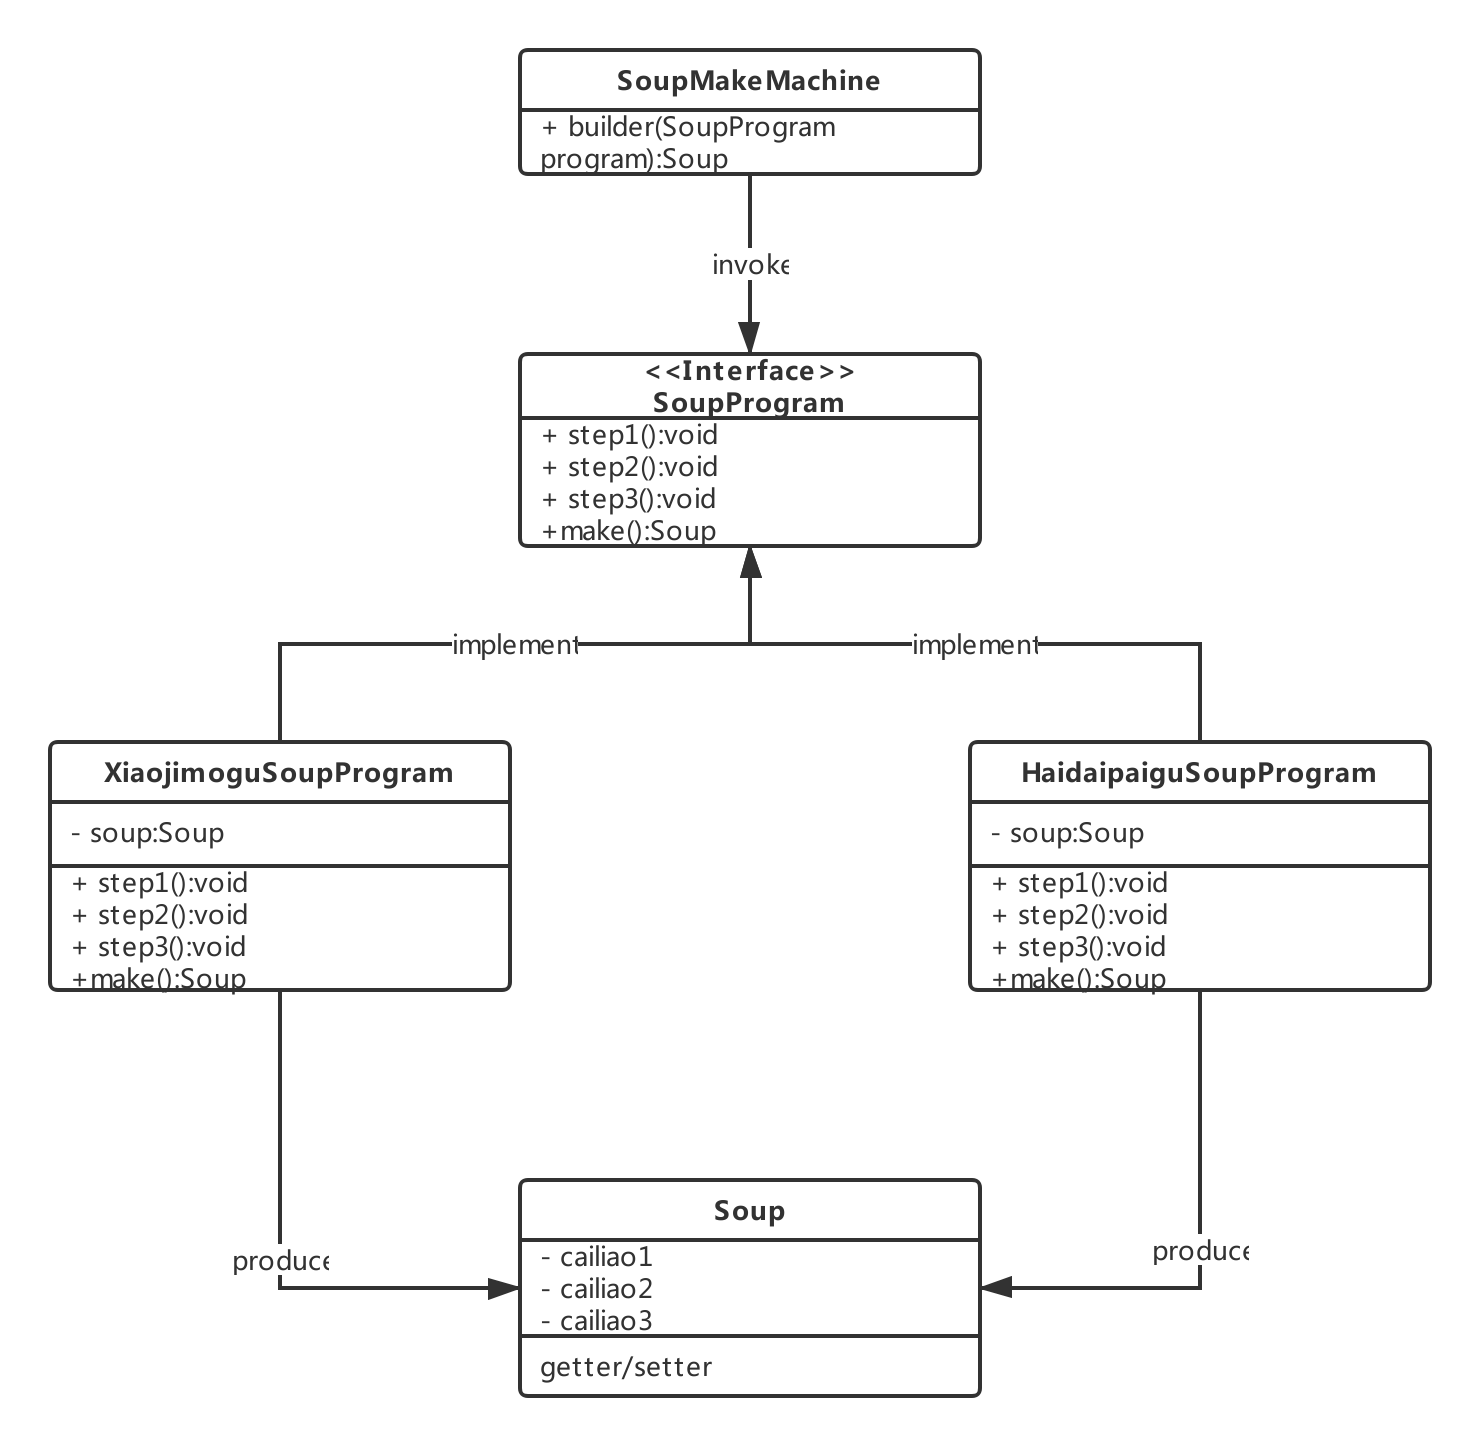 SoupMakeMachine
+ builder(SoupProgram
program):Soup
invoke
<<Interface>>
SoupProgram
+ step1():void
+ step2():void
+ step3():void
+make():Soup
implement
implement
XiaojimoguSoupProgram
- soup:Soup
+ step1():void
+ step2():void
+ step3():void
+make():Soup
HaidaipaiguSoupProgram
- soup:Soup
+ step1():void
+ step2():void
+ step3():void
+make():Soup
produce
produce
Soup
- cailiao1
- cailiao2
- cailiao3
getter/setter